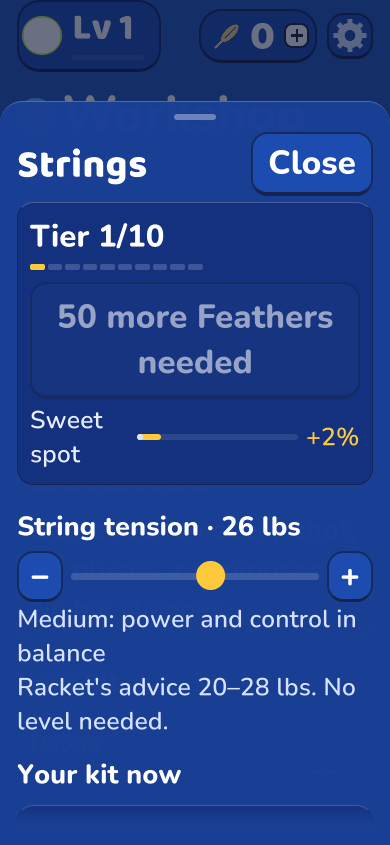 Lv 1
0
Workshop
Strings
Close
Tier 1/10
50 more Feathers
needed
Sweet
spot
+2%
String tension · 26 lbs
−
+
Medium: power and control in
balance
Racket's advice 20–28 lbs. No
level needed.
Your kit now